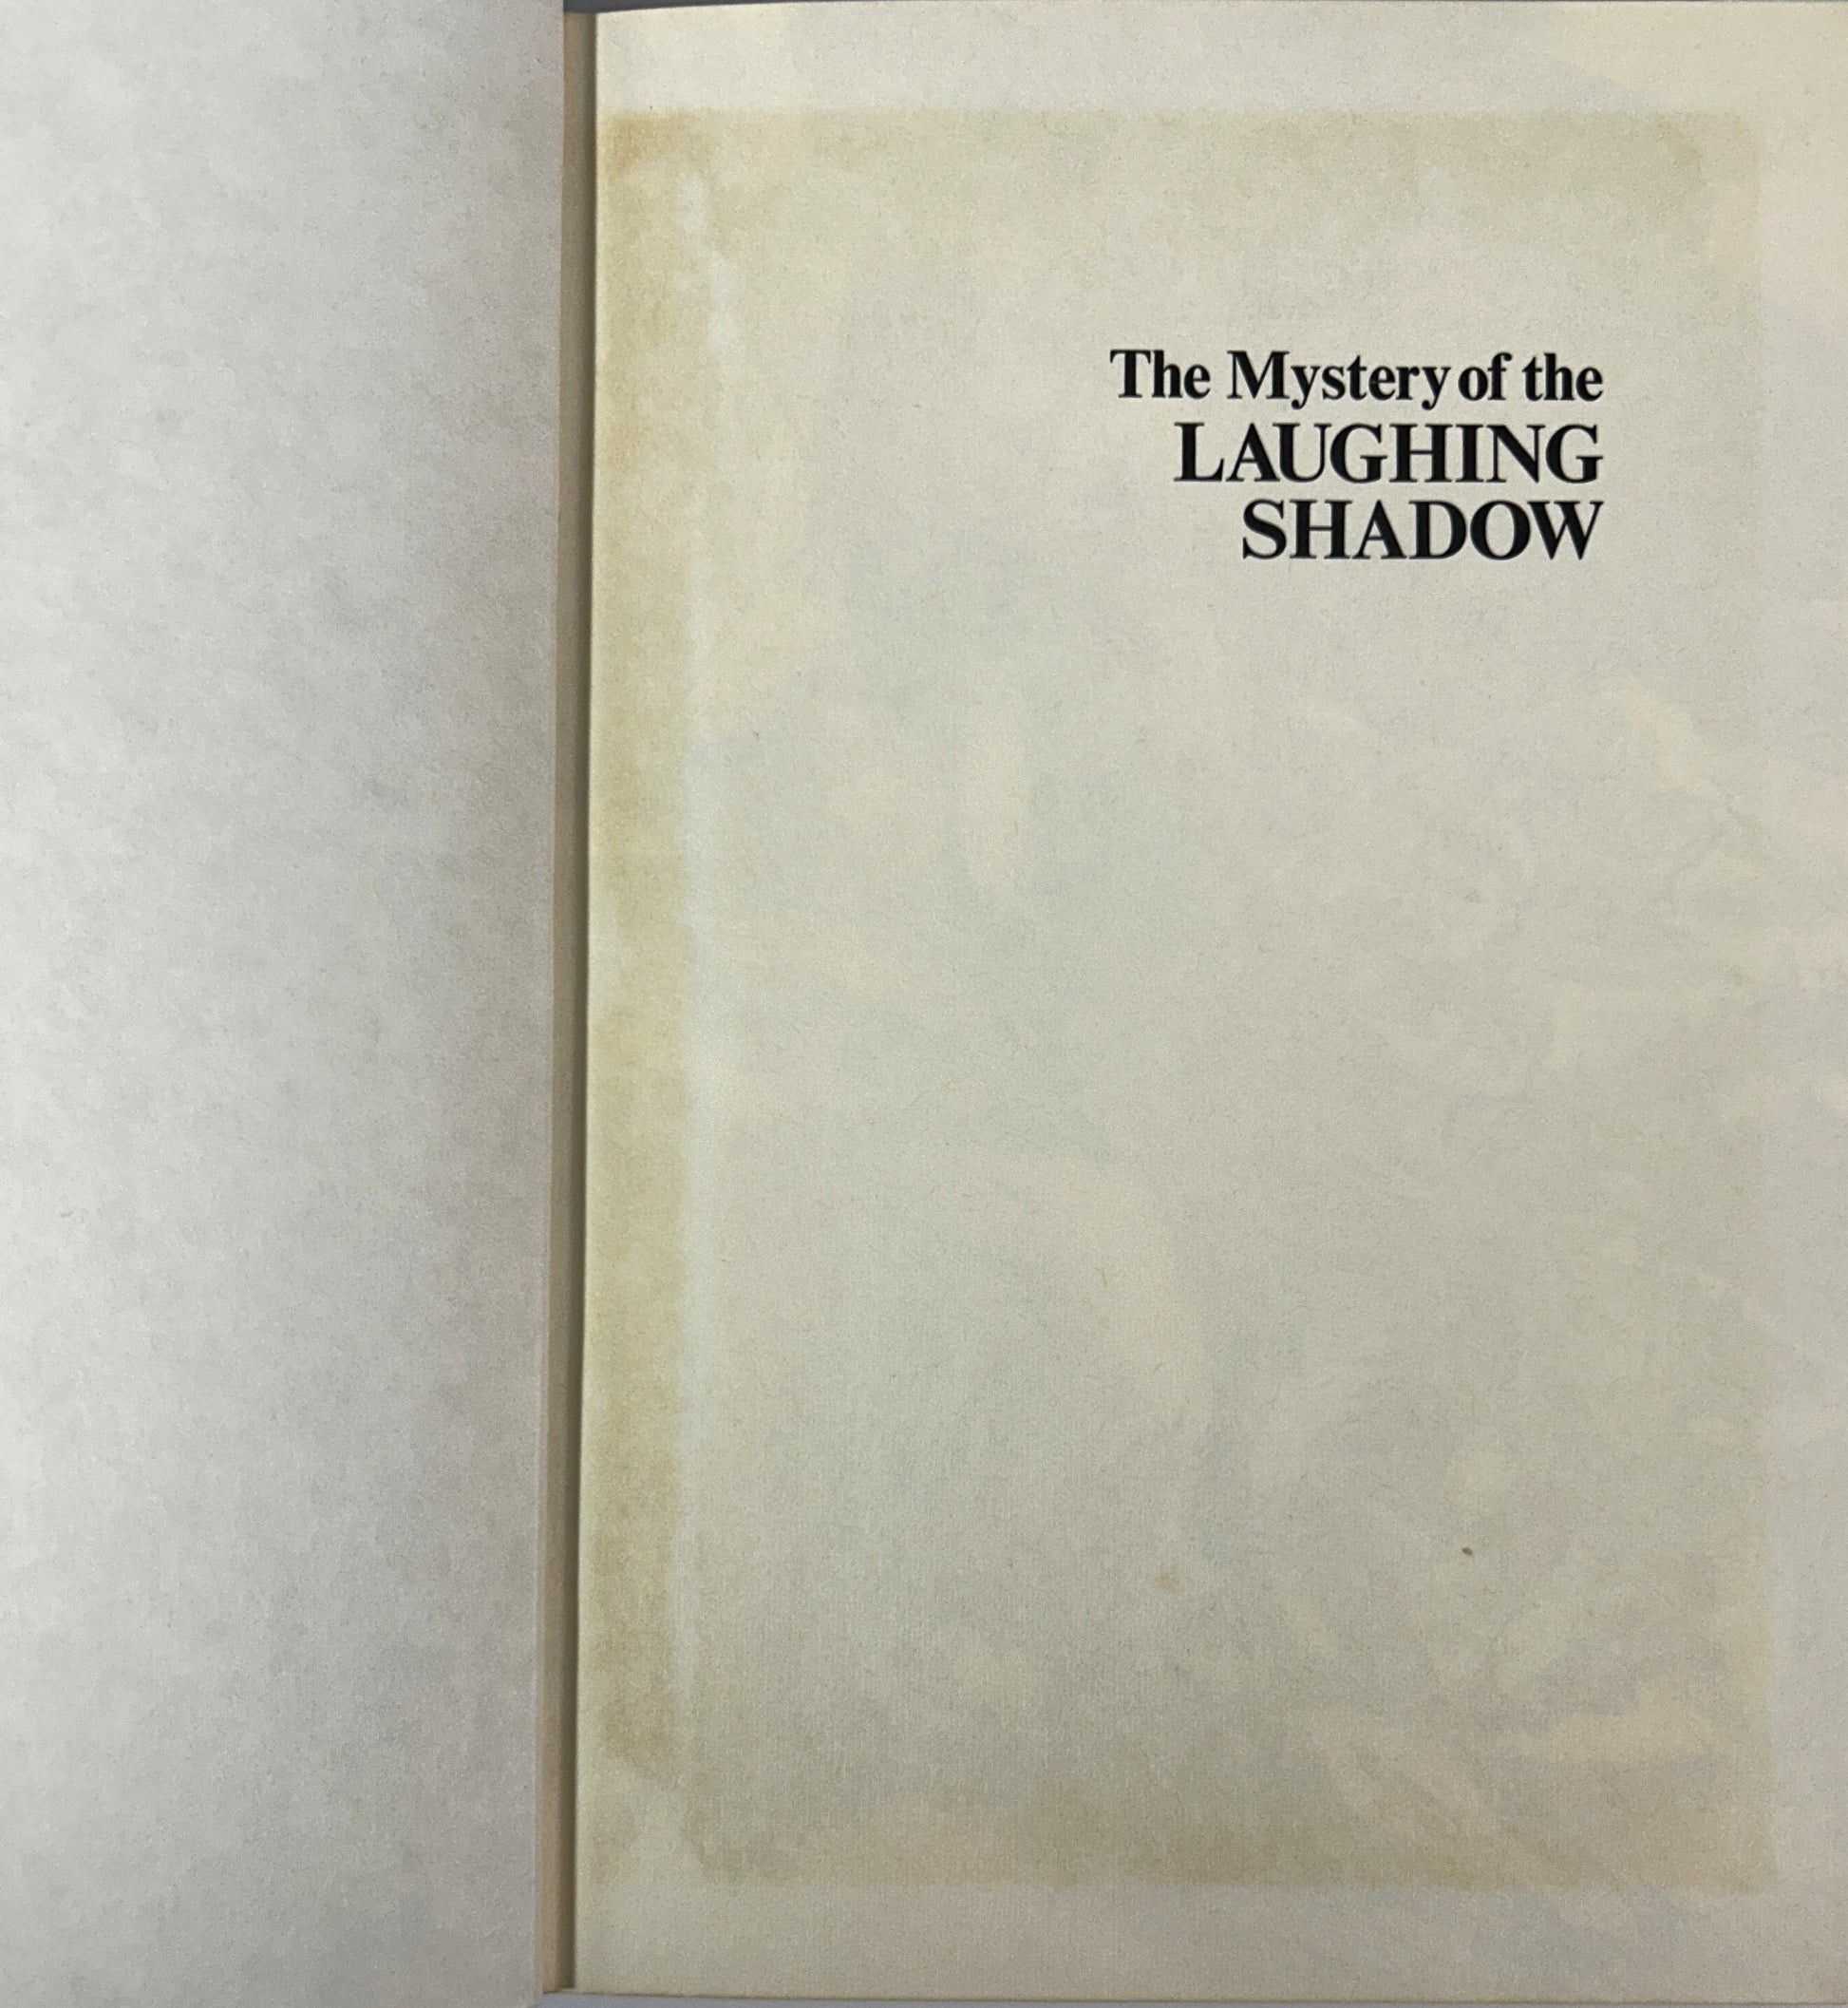 The Mystery of the
LAUGHING
SHADOW